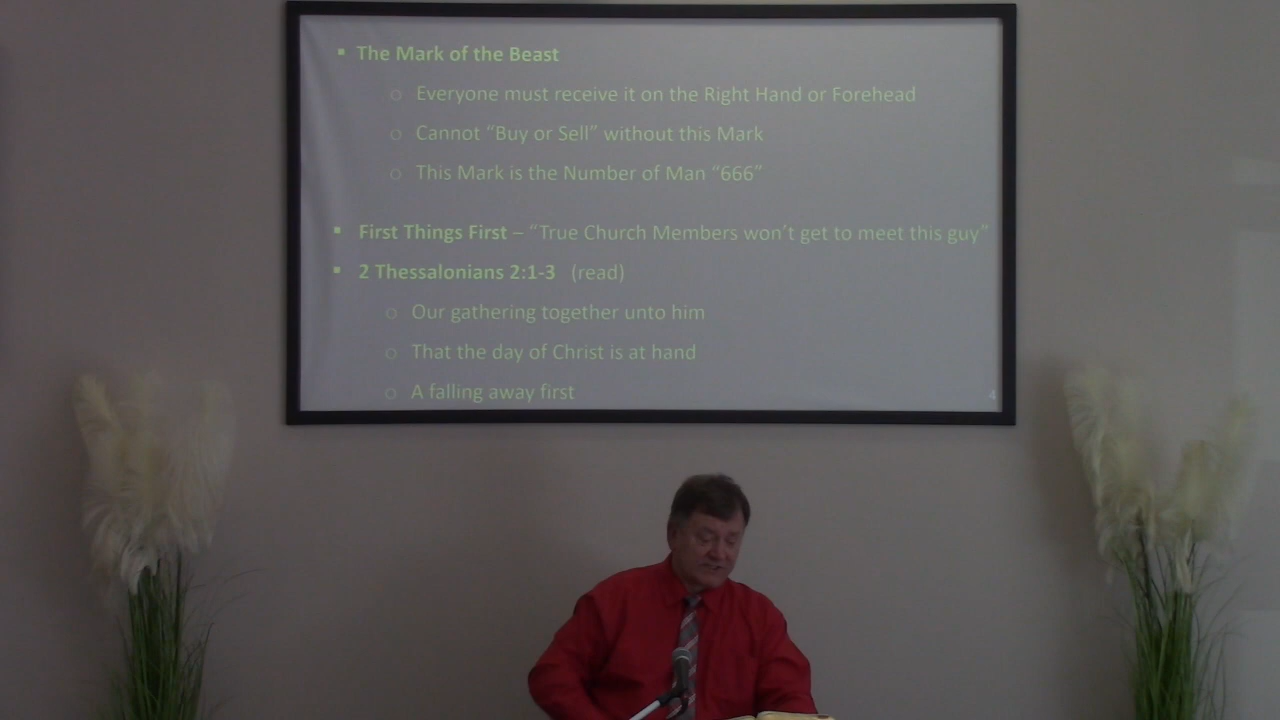 ▪ The Mark of the Beast
o Everyone must receive it on the Right Hand or Forehead
o Cannot “Buy or Sell” without this Mark
o This Mark is the Number of Man “666”
▪ First Things First – “True Church Members won’t get to meet this guy”
▪ 2 Thessalonians 2:1-3 (read)
o Our gathering together unto him
o That the day of Christ is at hand
o A falling away first
4